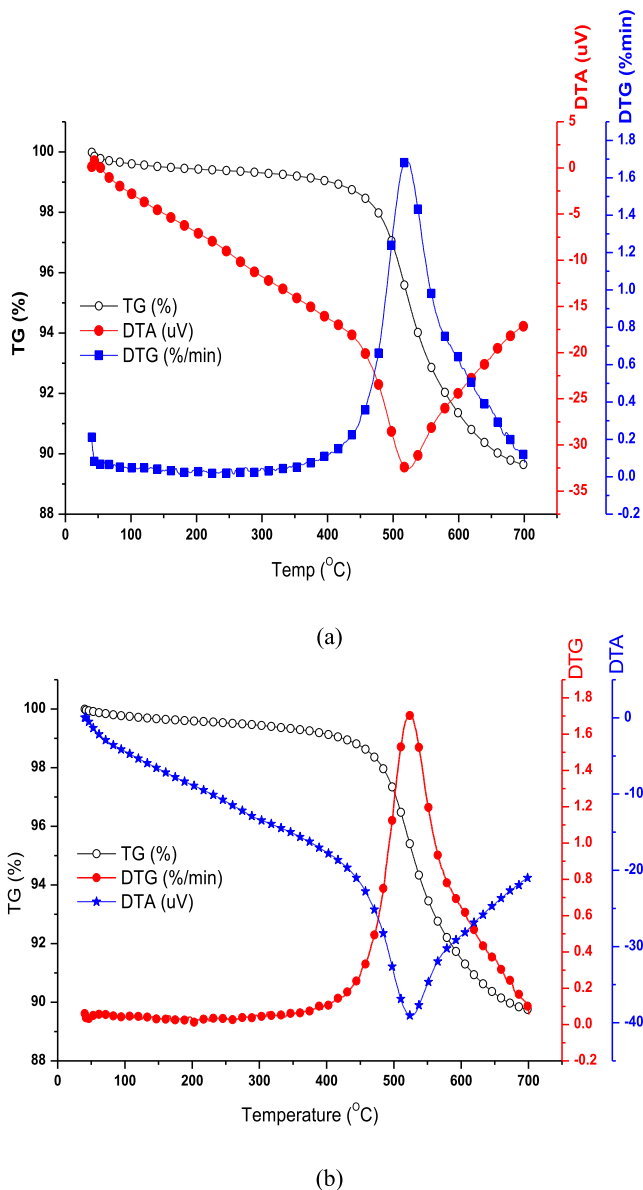 DTA (uV)
DTG (%min)
TG (%)
100
98
96
94
92
90
88
TG (%)
DTA (uV)
DTG (%/min)
5
0
-5
-10
-15
-20
-25
-30
-35
1.8
1.6
1.4
1.2
1.0
0.8
0.6
0.4
0.2
0.0
-0.2
0 100 200 300 400 500 600 700
Temp (°C)
(a)
DTG
DTA
TG (%)
100
98
96
94
92
90
88
TG (%)
DTG (%/min)
DTA (uV)
1.8
1.6
1.4
1.2
1.0
0.8
0.6
0.4
0.2
0.0
-0.2
0
-10
-20
-30
-40
0 100 200 300 400 500 600 700
Temperature (°C)
(b)